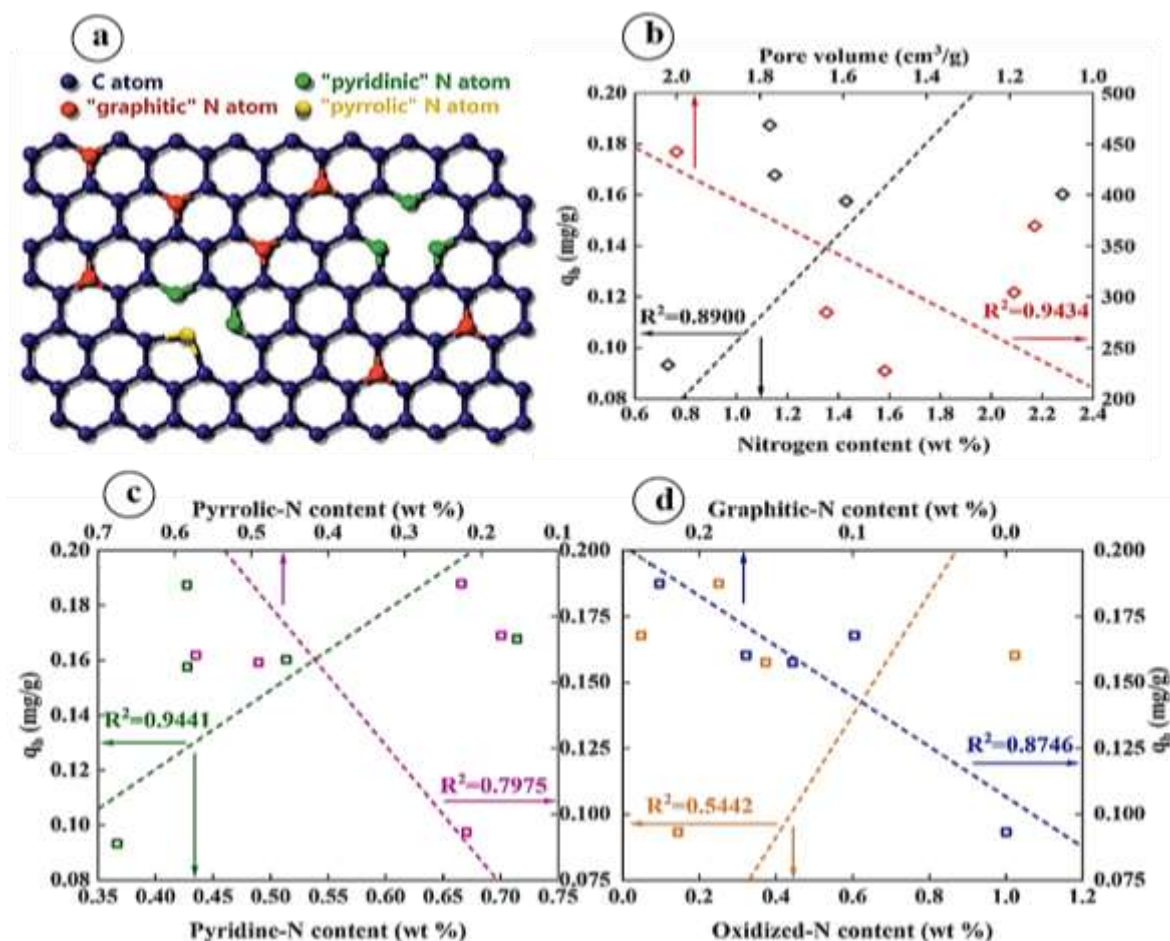 a
C atom
"pyridinic" N atom
"graphitic" N atom
"pyrrolic" N atom
b
Pore volume (cm³/g)
2.0 1.8 1.6 1.4 1.2 1.0
0.20 500
0.18
0.16 400
0.14 350
0.12 300
0.10 250
0.08 200
qb (mg/g)
R²=0.8900
R²=0.9434
0.6 0.8 1.0 1.2 1.4 1.6 2.0 2.2 2.4
Nitrogen content (wt %)
c
Pyrrolic-N content (wt %)
0.7 0.6 0.5 0.4 0.3 0.2 0.1
0.20 0.200
0.18 0.175
0.16 0.150
0.14
0.12 0.125
0.10 0.100
0.08 0.075
qb (mg/g)
R²=0.9441
R²=0.7975
0.35 0.40 0.45 0.50 0.55 0.60 0.65 0.70 0.75
Pyridine-N content (wt %)
d
Graphitic-N content (wt %)
0.2 0.1 0.0
0.200
0.175
0.150
0.125
0.100
0.075
qb (mg/g)
R²=0.8746
R²=0.5442
0.0 0.2 0.4 0.6 0.8 1.0 1.2
Oxidized-N content (wt %)